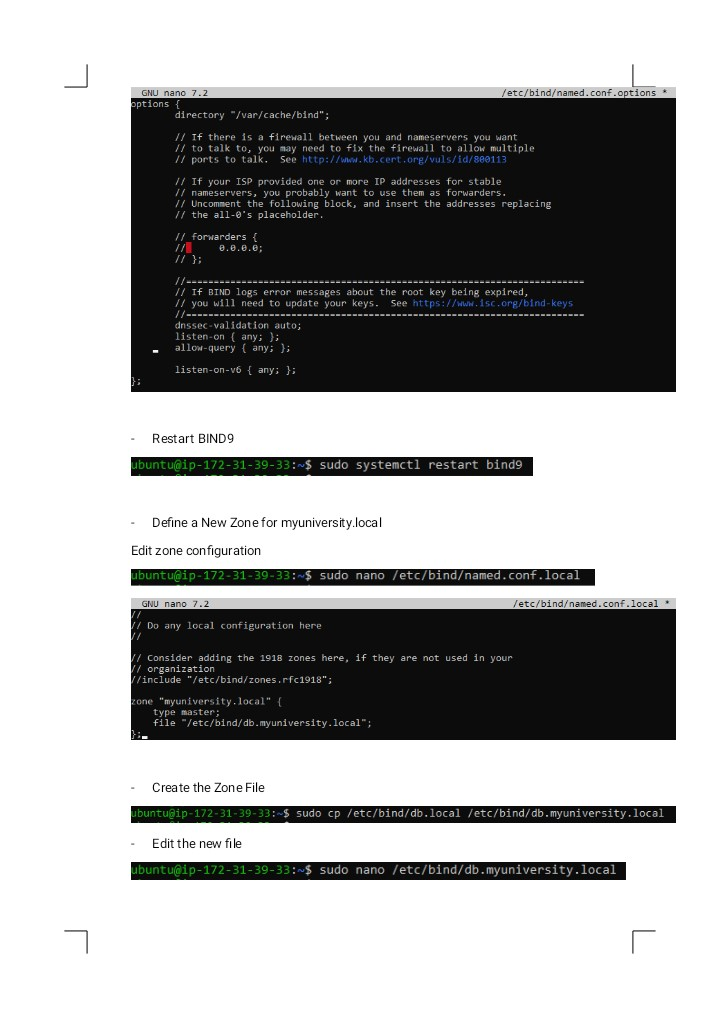 GNU nano 7.2 /etc/bind/named.conf.options *
options {
directory "/var/cache/bind";
// If there is a firewall between you and nameservers you want
// to talk to, you may need to fix the firewall to allow multiple
// ports to talk. See http://www.kb.cert.org/vuls/id/800113
// If your ISP provided one or more IP addresses for stable
// nameservers, you probably want to use them as forwarders.
// Uncomment the following block, and insert the addresses replacing
// the all-0's placeholder.
// forwarders {
// 0.0.0.0;
// };
//========================================================================
// If BIND logs error messages about the root key being expired,
// you will need to update your keys. See https://www.isc.org/bind-keys
//========================================================================
dnssec-validation auto;
listen-on { any; };
allow-query { any; };
listen-on-v6 { any; };
};
- Restart BIND9
ubuntu@ip-172-31-39-33:~$ sudo systemctl restart bind9
- Define a New Zone for myuniversity.local
Edit zone configuration
ubuntu@ip-172-31-39-33:~$ sudo nano /etc/bind/named.conf.local
GNU nano 7.2 /etc/bind/named.conf.local *
//
// Do any local configuration here
//
// Consider adding the 1918 zones here, if they are not used in your
// organization
//include "/etc/bind/zones.rfc1918";
zone "myuniversity.local" {
type master;
file "/etc/bind/db.myuniversity.local";
};
- Create the Zone File
ubuntu@ip-172-31-39-33:~$ sudo cp /etc/bind/db.local /etc/bind/db.myuniversity.local
- Edit the new file
ubuntu@ip-172-31-39-33:~$ sudo nano /etc/bind/db.myuniversity.local